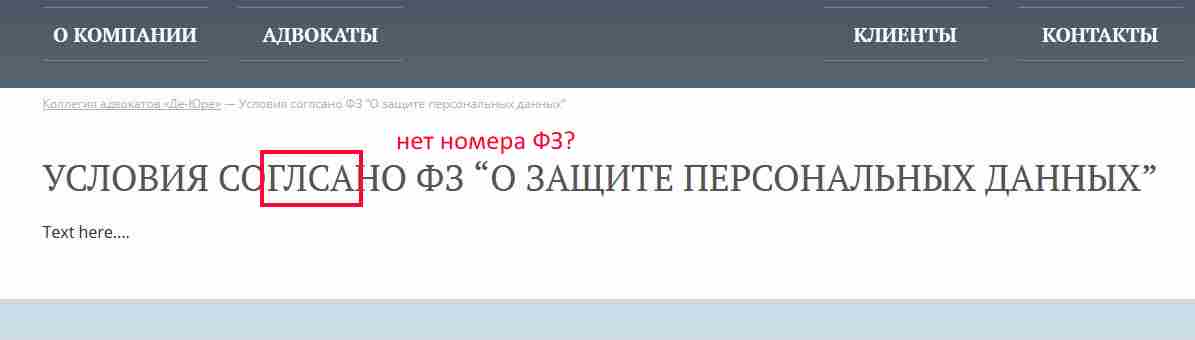 О КОМПАНИИ АДВОКАТЫ КЛИЕНТЫ КОНТАКТЫ
Коллегия адвокатов «Де-Юре» — Условия соглсано ФЗ "О защите персональных данных"
нет номера ФЗ?
УСЛОВИЯ СОГЛСАНО ФЗ “О ЗАЩИТЕ ПЕРСОНАЛЬНЫХ ДАННЫХ”
Text here....